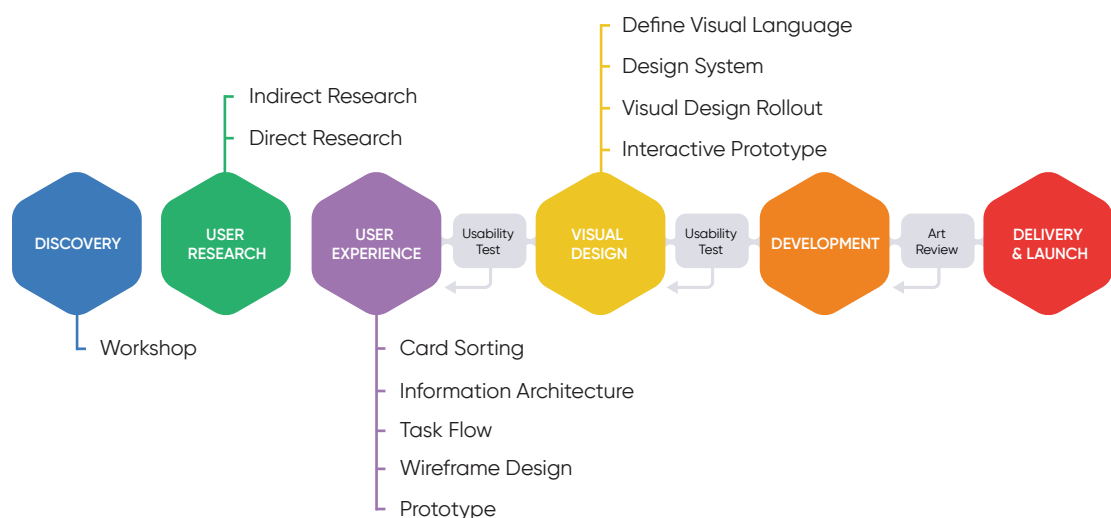 Define Visual Language
Design System
Visual Design Rollout
Interactive Prototype
Indirect Research
Direct Research
DISCOVERY
USER
RESEARCH
USER
EXPERIENCE
Usability
Test
VISUAL
DESIGN
Usability
Test
DEVELOPMENT
Art
Review
DELIVERY
& LAUNCH
Workshop
Card Sorting
Information Architecture
Task Flow
Wireframe Design
Prototype